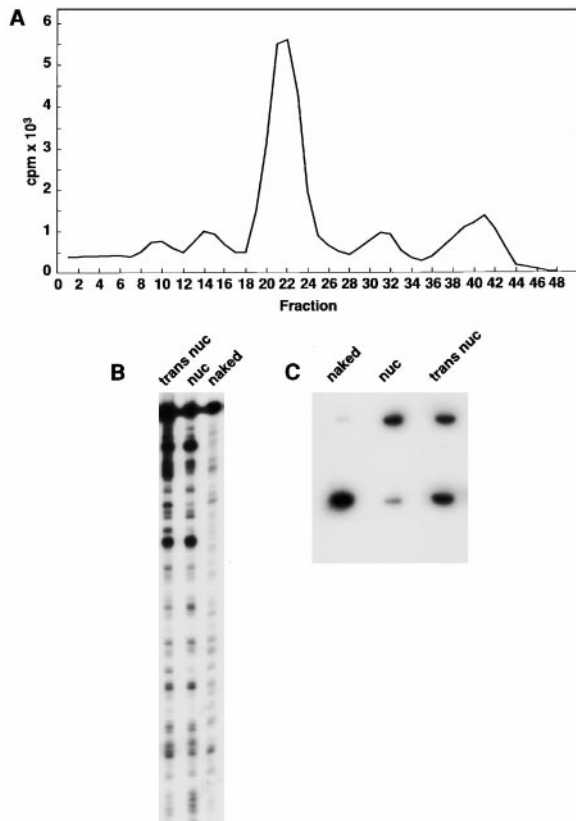 A
cpm x 10³
6
5
4
3
2
1
0
0 2 4 6 8 10 12 14 16 18 20 22 24 26 28 30 32 34 36 38 40 42 44 46 48
Fraction
B
trans nuc
nuc
naked
C
naked
nuc
trans nuc